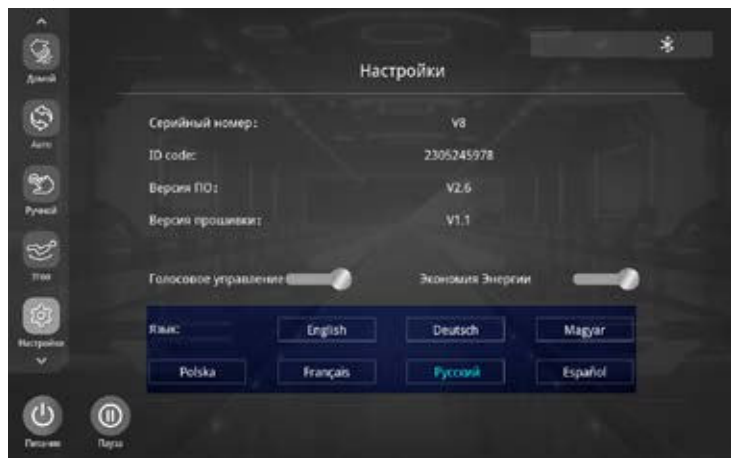 Настройки
Серийный номер: V8
ID code: 2305245978
Версия ПО: V2.6
Версия прошивки: V1.1
Голосовое управление Экономия Энергии
Язык: English Deutsch Magyar
Polska Français Русский Español
Домой
Авто
Ручной
Угол
Настройки
Питание
Пауза